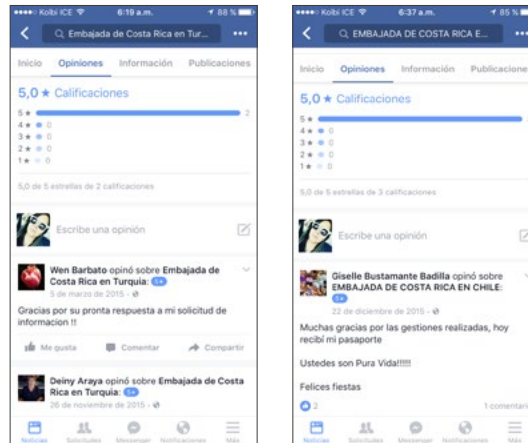 Kolbi ICE 6:19 a.m. 88 %
Embajada de Costa Rica en Tur...
Inicio Opiniones Información Publicaciones
5,0 ★ Calificaciones
5 ★ 2
4 ★ 0
3 ★ 0
2 ★ 0
1 ★ 0
5,0 de 5 estrellas de 2 calificaciones
Escribe una opinión
Wen Barbato opinó sobre Embajada de
Costa Rica en Turquia: 5★
5 de marzo de 2015
Gracias por su pronta respuesta a mi solicitud de
informacion !!
Me gusta Comentar Compartir
Deiny Araya opinó sobre Embajada de Costa
Rica en Turquia: 5★
26 de noviembre de 2015
Noticias Solicitudes Messenger Notificaciones Más
Kolbi ICE 6:37 a.m. 85 %
EMBAJADA DE COSTA RICA E...
Inicio Opiniones Información Publicacione
5,0 ★ Calificaciones
5 ★
4 ★ 0
3 ★ 0
2 ★ 0
1 ★ 0
5,0 de 5 estrellas de 3 calificaciones
Escribe una opinión
Giselle Bustamante Badilla opinó sobre
EMBAJADA DE COSTA RICA EN CHILE:
5★
22 de diciembre de 2015
Muchas gracias por las gestiones realizadas, hoy
recibí mi pasaporte
Ustedes son Pura Vida!!!!!
Felices fiestas
2 1 comentari
Noticias Solicitudes Messenger Notificaciones Más